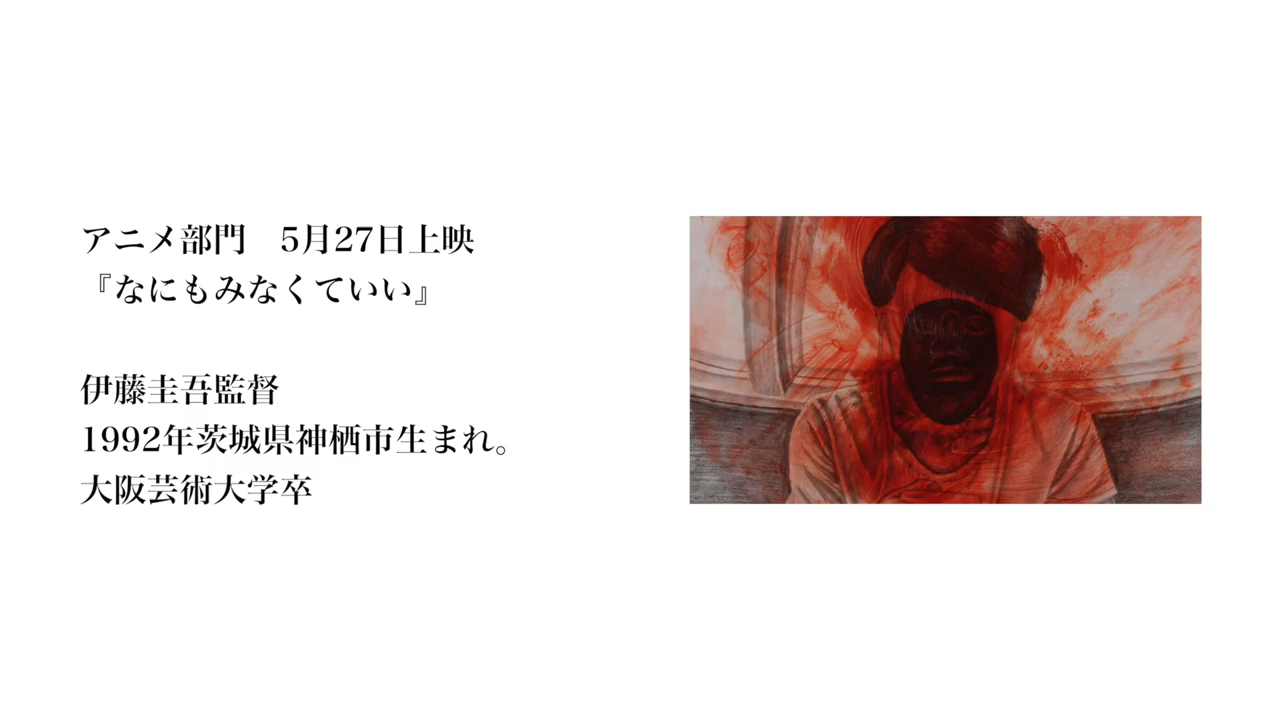 アニメ部門　5月27日上映
『なにもみなくていい』
伊藤圭吾監督
1992年茨城県神栖市生まれ。
大阪芸術大学卒